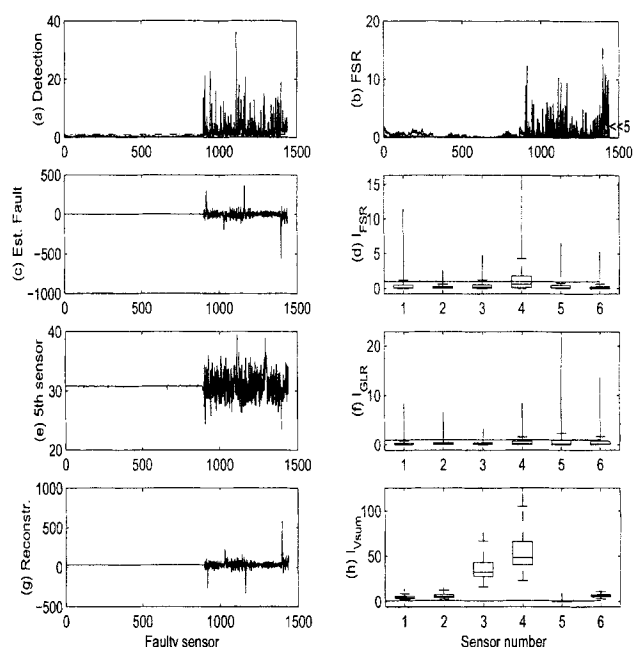 (a) Detection
40
20
0
0 500 1000 1500
(b) FSR
20
10
0
0 500 1000 1500
<<5
(c) Est. Fault
500
0
-500
-1000
0 500 1000 1500
(d) I_FSR
15
10
5
0
1 2 3 4 5 6
(e) 5th sensor
40
35
30
20
0 500 1000 1500
(f) I_GLR
20
10
0
1 2 3 4 5 6
(g) Reconstr.
1000
500
0
-500
0 500 1000 1500
Faulty sensor
(h) I_Vsum
100
50
0
1 2 3 4 5 6
Sensor number